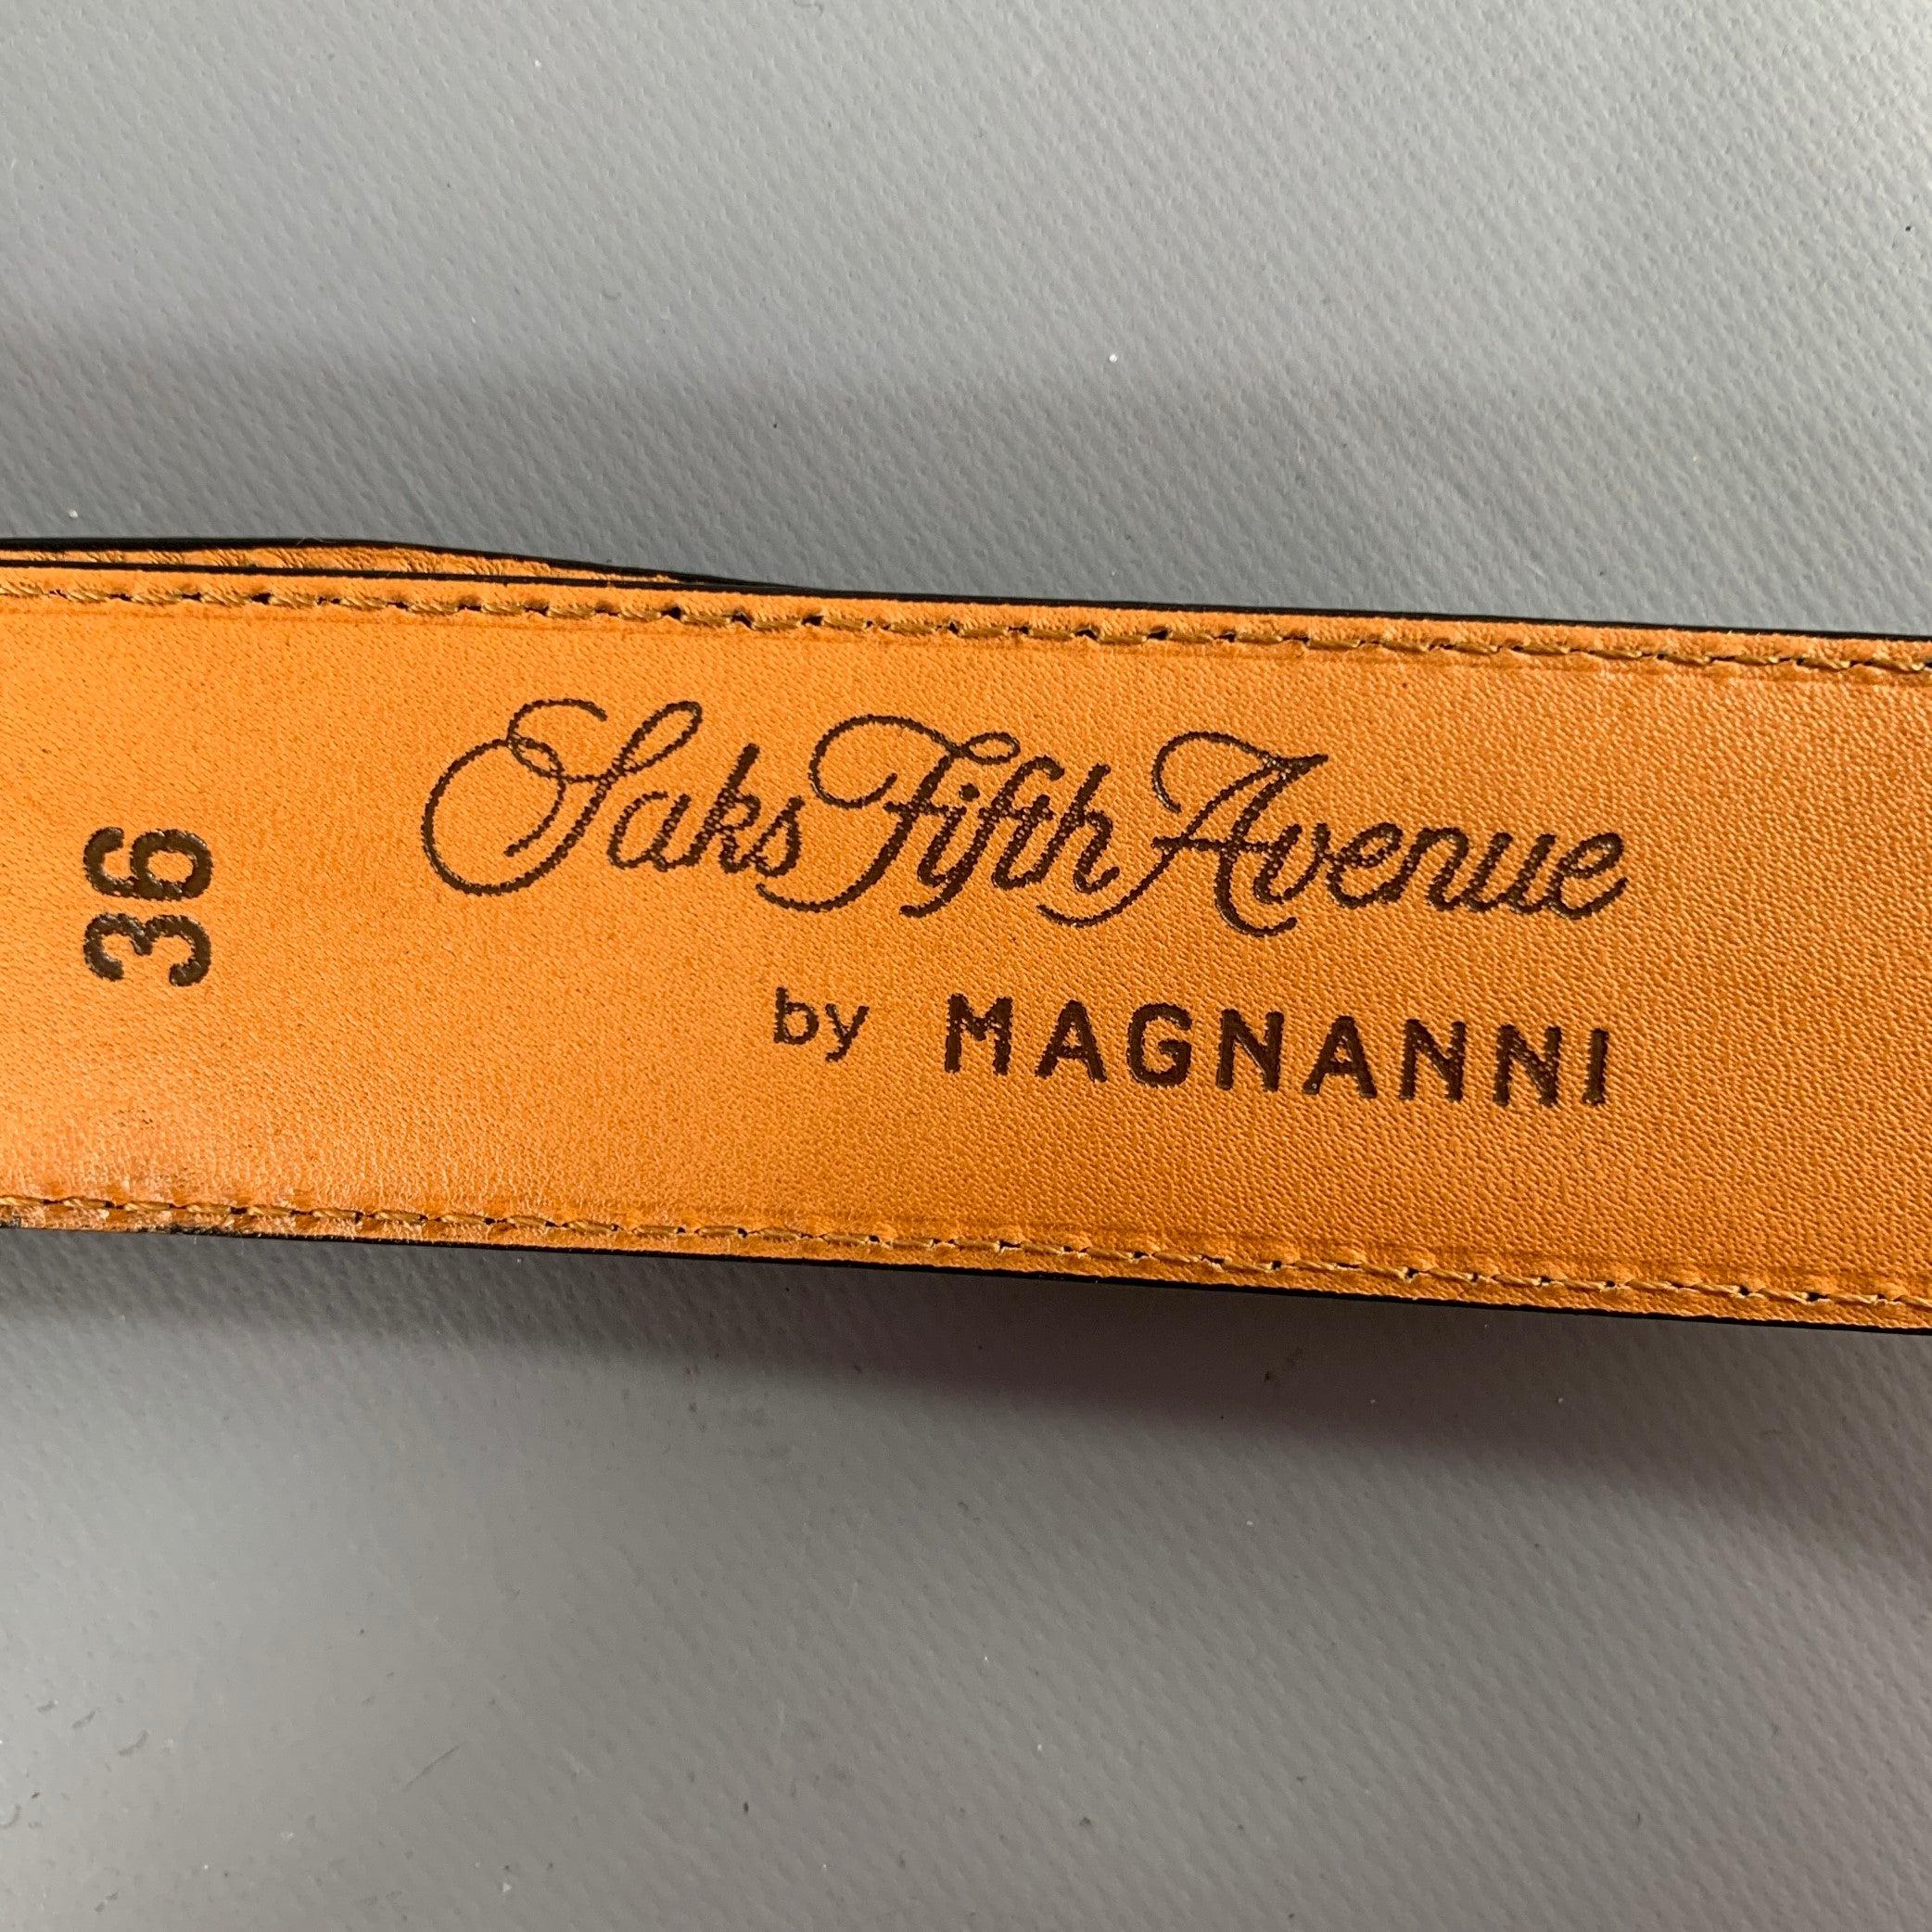 36
Saks Fifth Avenue
by MAGNANNI